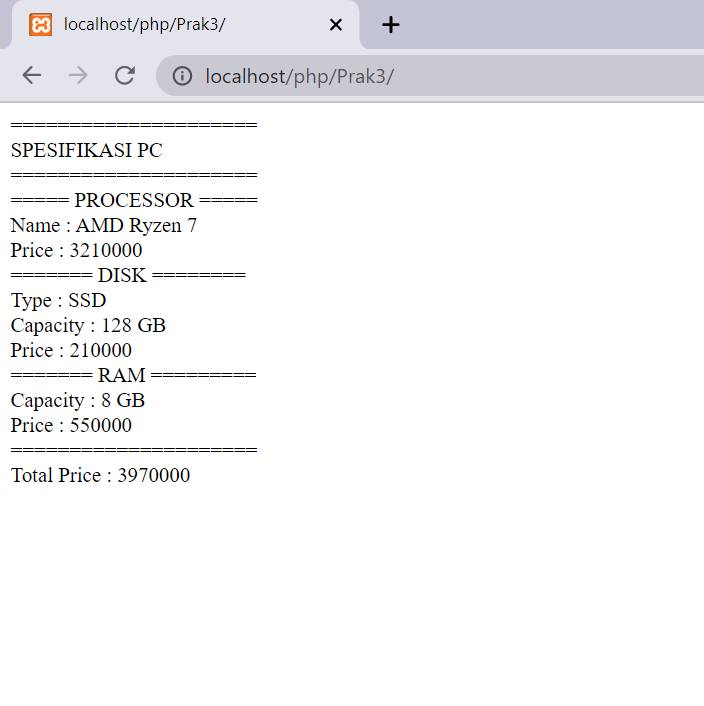 localhost/php/Prak3/
localhost/php/Prak3/
=====================
SPESIFIKASI PC
=====================
===== PROCESSOR =====
Name : AMD Ryzen 7
Price : 3210000
======= DISK ========
Type : SSD
Capacity : 128 GB
Price : 210000
======= RAM =========
Capacity : 8 GB
Price : 550000
=====================
Total Price : 3970000